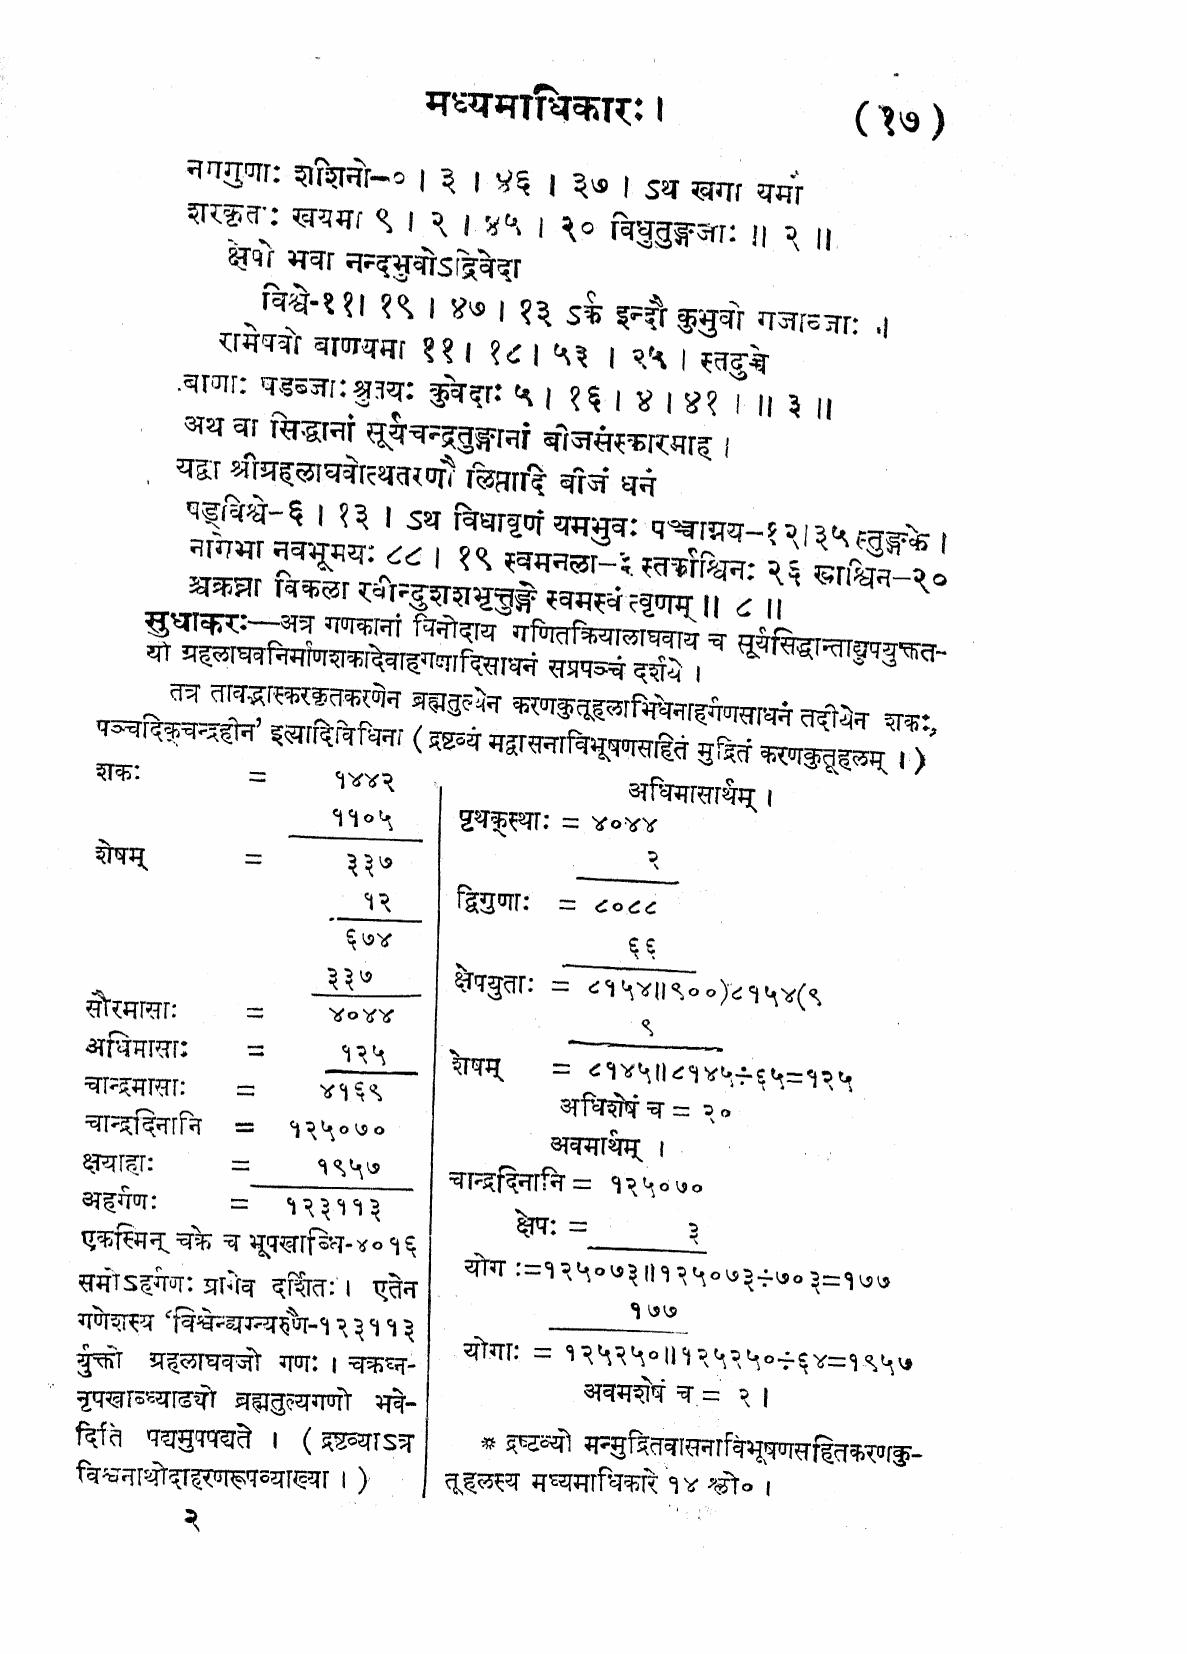 मध्यमाधिकारः।
(१७)
नगगुणाः शशिनो–० । ३ । ४६ । ३७ । ऽथ खगा यमाँ
शरकृतः खयमा ९ । २ । ४५ । २० विधुतुङ्गजाः ॥ २ ॥
क्षेपो भवा नन्दभुवोऽद्रिवेदा
विश्वे-११। १९ । ४७ । १३ ऽर्के इन्दौ कुभुवो गजाब्जाः ।
रामेषवो बाणयमा ११। १८। ५३ । २५ । स्तदुच्चे
बाणाः षडब्जाः श्रुतयः कुवेदाः ५ । १६ । ४ । ४१ । ॥ ३ ॥
अथ वा सिद्धानां सूर्यचन्द्रतुङ्गानां बीजसंस्कारमाह ।
यद्वा श्रीग्रहलाघवोत्थतरणौ लिप्तादि बीजं धनं
षड्विश्वे–६ । १३ । ऽथ विधावृणं यमभुवः पञ्चाग्नय–१२।३५ स्तुङ्गके ।
नागेभा नवभूमयः ८८ । १९ स्वमनला–३ स्तर्काश्विनः २६ खाश्विन–२०
श्चक्रघ्ना विकला रवीन्दुशशभृत्तुङ्गे स्वमस्वं त्वृणम् ॥ ८ ॥
सुधाकरः—अत्र गणकानां विनोदाय गणितक्रियालाघवाय च सूर्यसिद्धान्ताद्युपयुक्तत-
यो ग्रहलाघवनिर्माणशकादेवाहगणादिसाधनं सप्रपञ्चं दर्शये ।
तत्र तावद्भास्करकृतकरणेन ब्रह्मतुल्येन करणकुतूहलाभिधेनाहर्गणसाधनं तदीयेन शकः,
पञ्चदिक्चन्द्रहीन' इत्यादिविधिना ( द्रष्टव्यं मद्वासनाविभूषणसहितं मुद्रितं करणकुतूहलम् । )
शकः = १४४२
११०५
शेषम् = ३३७
१२
६७४
३३७
सौरमासाः = ४०४४
अधिमासाः = १२५
चान्द्रमासाः = ४१६९
चान्द्रदिनानि = १२५०७०
क्षयाहाः = १९५७
अहर्गणः = १२३११३
एकस्मिन् चक्रे च भूपखाब्धि-४०१६
समोऽहर्गणः प्रागेव दर्शितः। एतेन
गणेशस्य 'विश्वेन्द्वग्न्यरुणै-१२३११३
र्युक्तो ग्रहलाघवजो गणः । चक्रघ्न-
नृपखाब्ध्याढ्यो ब्रह्मतुल्यगणो भवे-
दिति पद्यमुपपद्यते । ( द्रष्टव्याऽत्र
विश्वनाथोदाहरणरूपव्याख्या । )
२
अधिमासार्थम् ।
पृथक्स्थाः = ४०४४
२
द्विगुणाः = ८०८८
६६
क्षेपयुताः = ८१५४॥९००)८१५४(९
९
शेषम् = ८१४५॥८१४५÷६५=१२५
अधिशेषं च = २०
अवमार्थम् ।
चान्द्रदिनानि = १२५०७०
क्षेपः = ३
योग :=१२५०७३॥१२५०७३÷७०३=१७७
१७७
योगाः = १२५२५०॥१२५२५०÷६४=१९५७
अवमशेषं च = २ ।
* द्रष्टव्यो मन्मुद्रितवासनाविभूषणसहितकरणकु-
तूहलस्य मध्यमाधिकारे १४ श्लो० ।